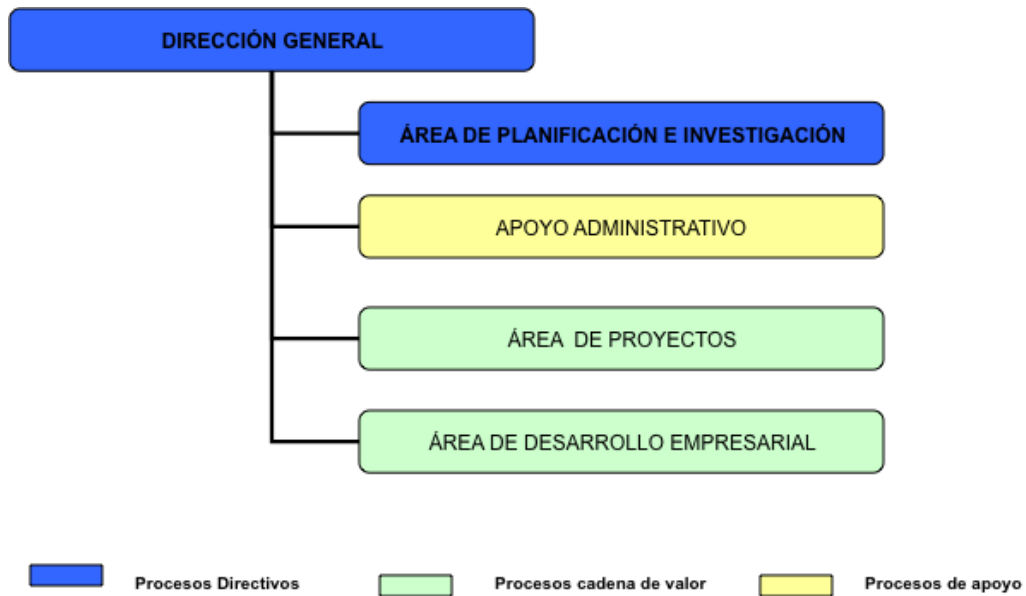 DIRECCIÓN GENERAL
ÁREA DE PLANIFICACIÓN E INVESTIGACIÓN
APOYO ADMINISTRATIVO
ÁREA DE PROYECTOS
ÁREA DE DESARROLLO EMPRESARIAL
Procesos Directivos
Procesos cadena de valor
Procesos de apoyo